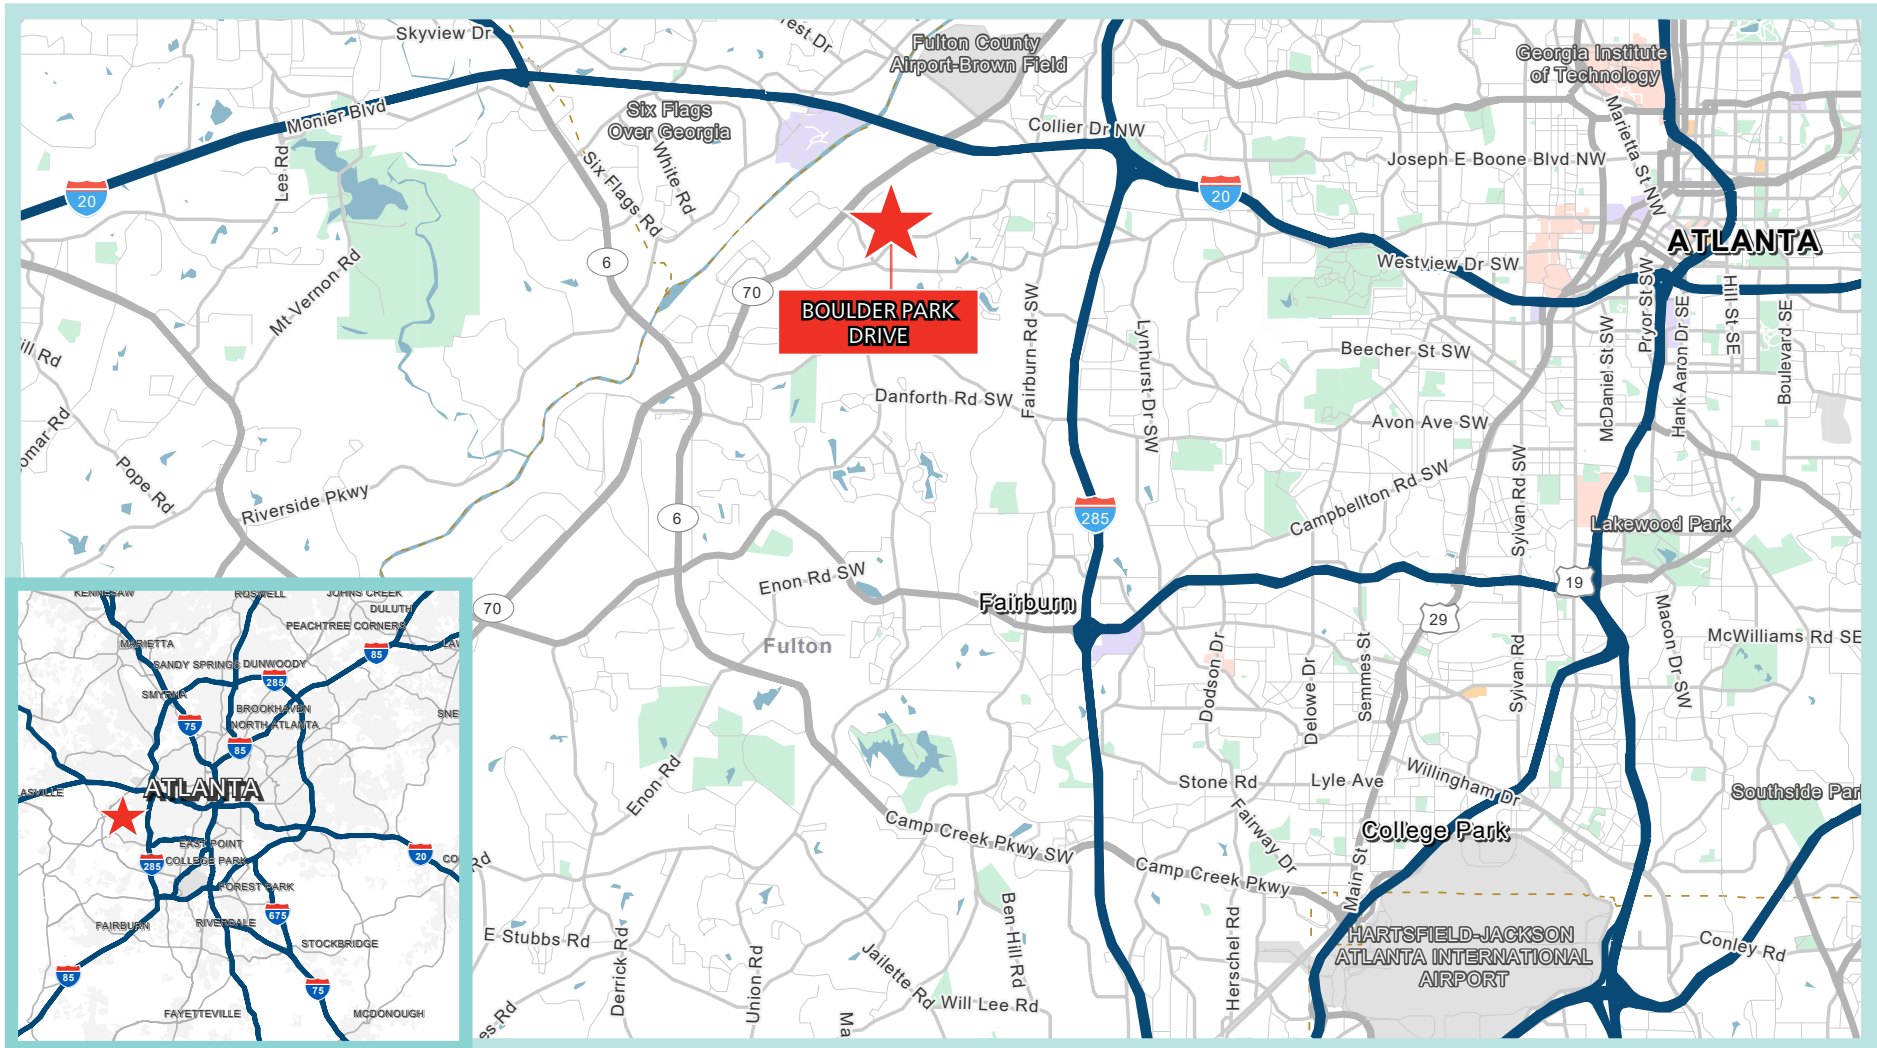 Skyview Dr
Fulton County
Airport-Brown Field
Georgia Institute
of Technology
Monier Blvd
Six Flags
Over Georgia
Collier Dr NW
Marietta St NW
Joseph E Boone Blvd NW
Lee Rd
Six Flags Rd
White Rd
20
20
ATLANTA
Mt Vernon Rd
6
70
BOULDER PARK
DRIVE
Westview Dr SW
Pryor St SW
Hank Aaron Dr SE
Hill St SE
Boulevard SE
Fairburn Rd SW
Lynhurst Dr SW
Beecher St SW
McDaniel St SW
Danforth Rd SW
Avon Ave SW
Pope Rd
Riverside Pkwy
Campbellton Rd SW
Sylvan Rd SW
6
285
Lakewood Park
Enon Rd SW
19
70
Fairburn
29
Fulton
Macon Dr SW
McWilliams Rd SE
Dodson Dr
Delowe Dr
Semmes St
Sylvan Rd
Enon Rd
Stone Rd
Lyle Ave
Willingham Dr
Fairway Dr
College Park
Camp Creek Pkwy SW
Camp Creek Pkwy
Main St
Herschel Rd
Ben Hill Rd
E Stubbs Rd
Derrick Rd
Union Rd
Jailette Rd
Will Lee Rd
HARTSFIELD-JACKSON
ATLANTA INTERNATIONAL
AIRPORT
Conley Rd
KENNESAW
ROSWELL
JOHNS CREEK
DULUTH
PEACHTREE CORNERS
MARIETTA
85
SANDY SPRINGS
DUNWOODY
285
SMYRNA
BROOKHAVEN
NORTH ATLANTA
75
85
ATLANTA
EAST POINT
COLLEGE PARK
285
20
FOREST PARK
675
FAIRBURN
RIVERDALE
STOCKBRIDGE
85
75
FAYETTEVILLE
MCDONOUGH